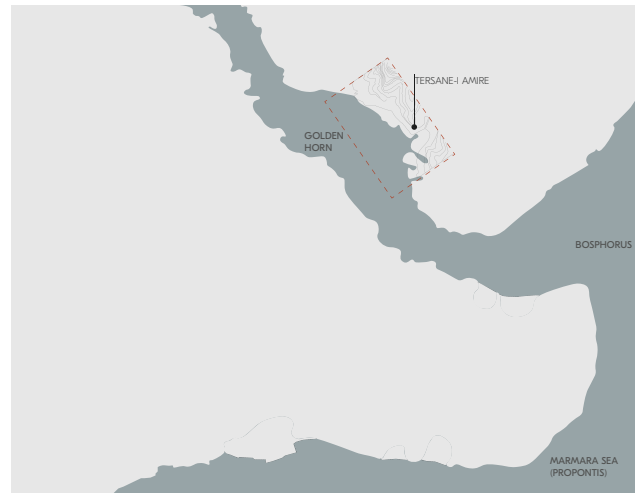 TERSANE-I AMIRE
GOLDEN
HORN
BOSPHORUS
MARMARA SEA
(PROPONTIS)